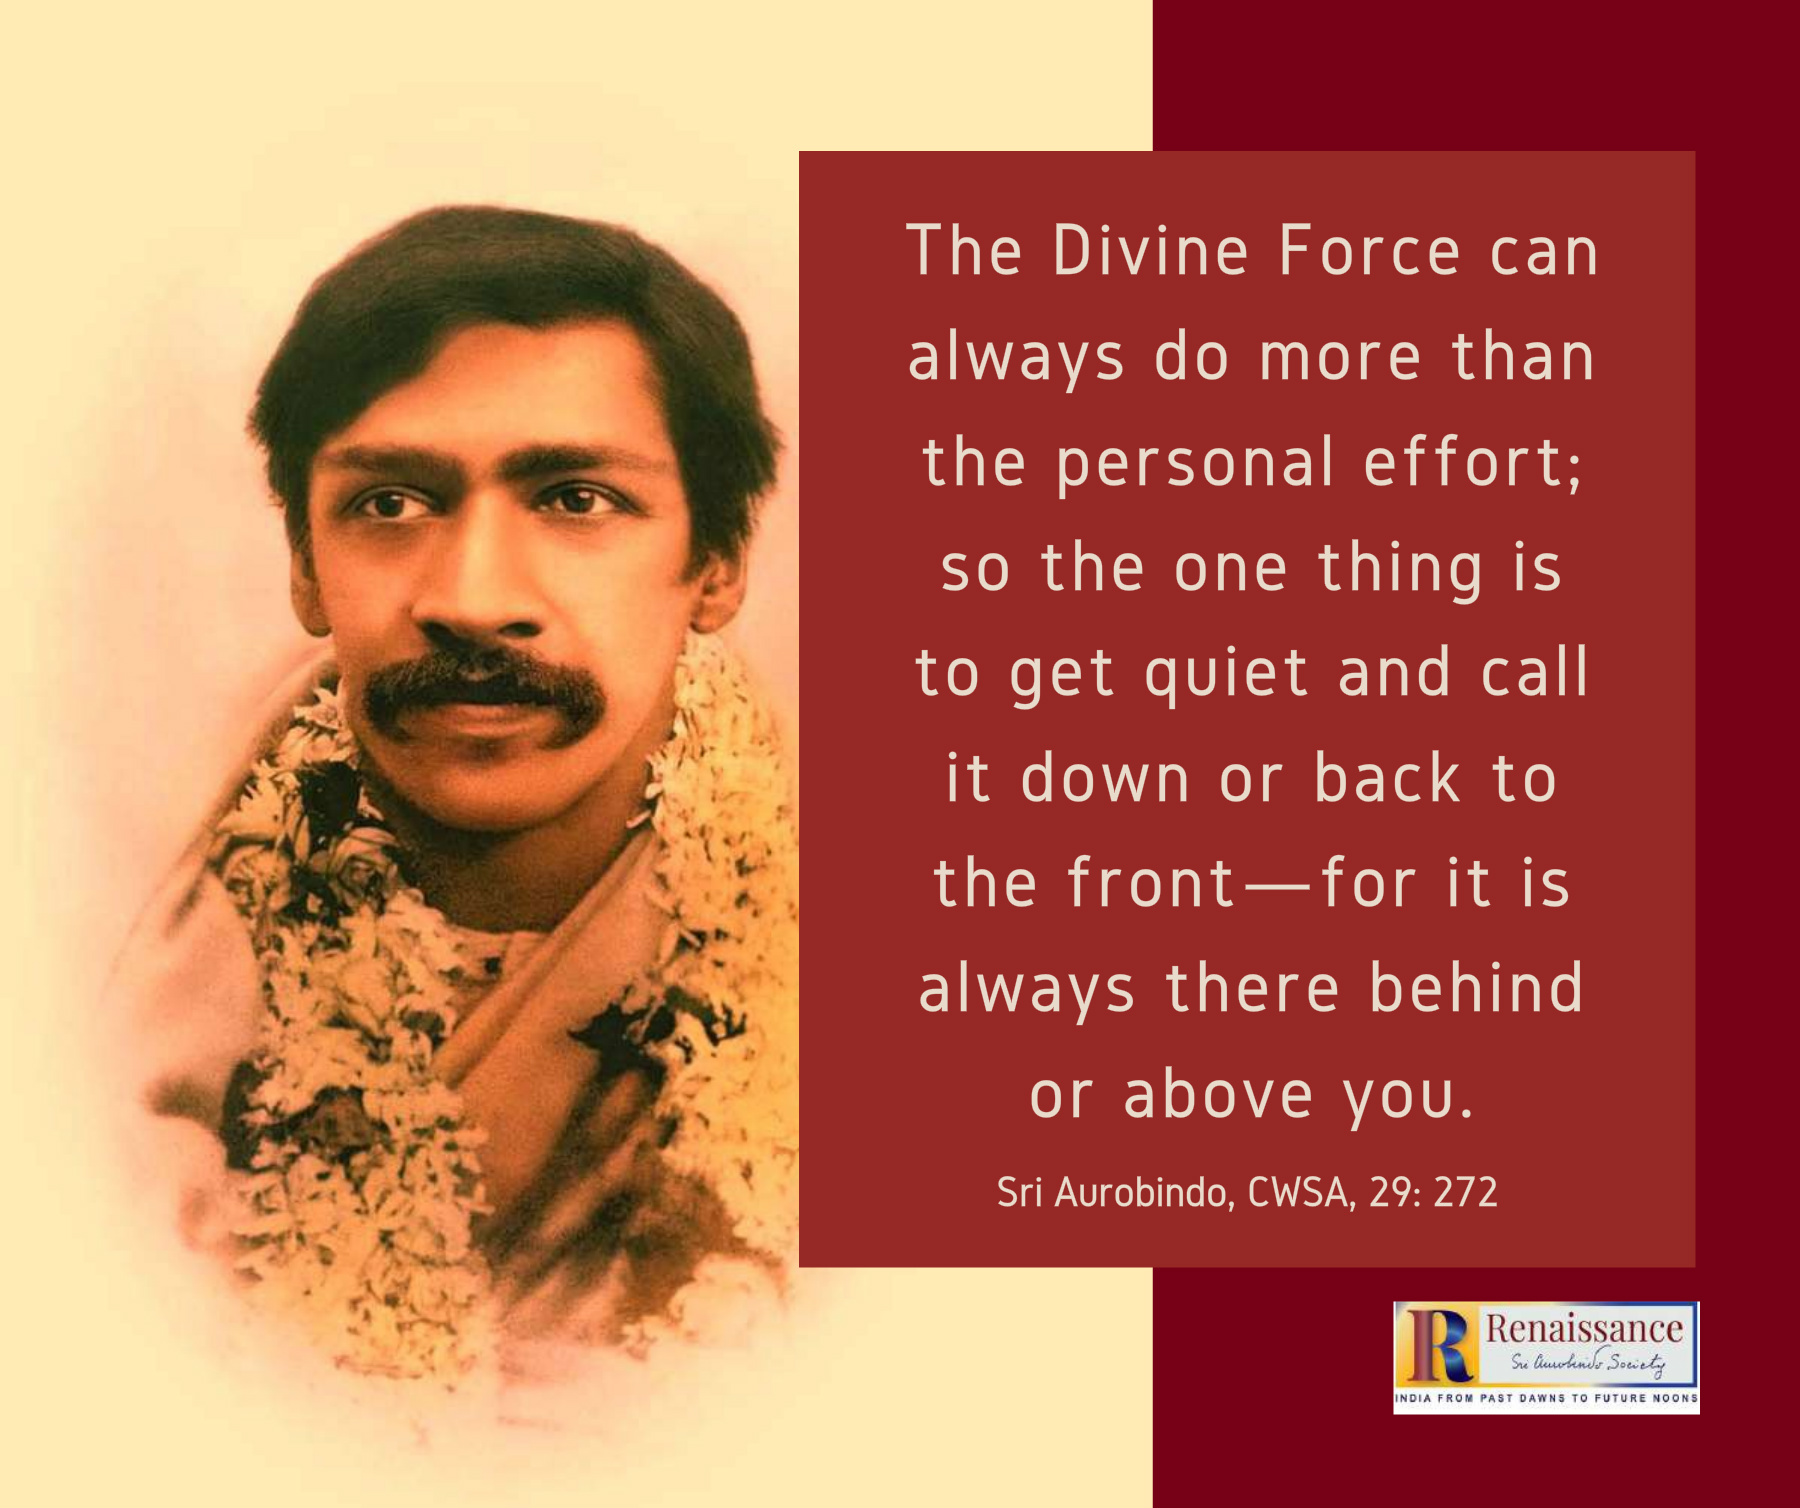 The Divine Force can
always do more than
the personal effort;
so the one thing is
to get quiet and call
it down or back to
the front—for it is
always there behind
or above you.
Sri Aurobindo, CWSA, 29: 272
R Renaissance
Sri Aurobindo Society
INDIA FROM PAST DAWNS TO FUTURE NOONS